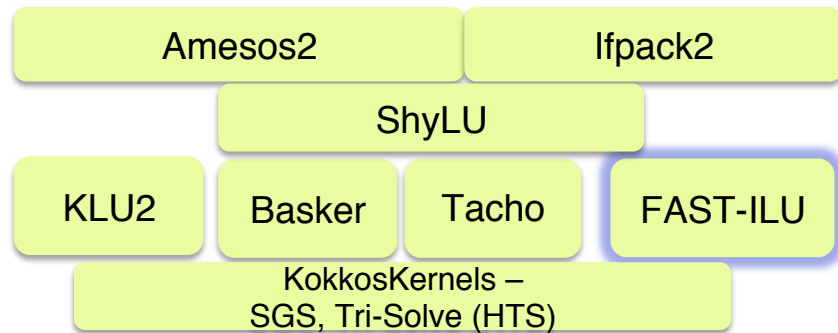 Amesos2
Ifpack2
ShyLU
KLU2
Basker
Tacho
FAST-ILU
KokkosKernels –
SGS, Tri-Solve (HTS)